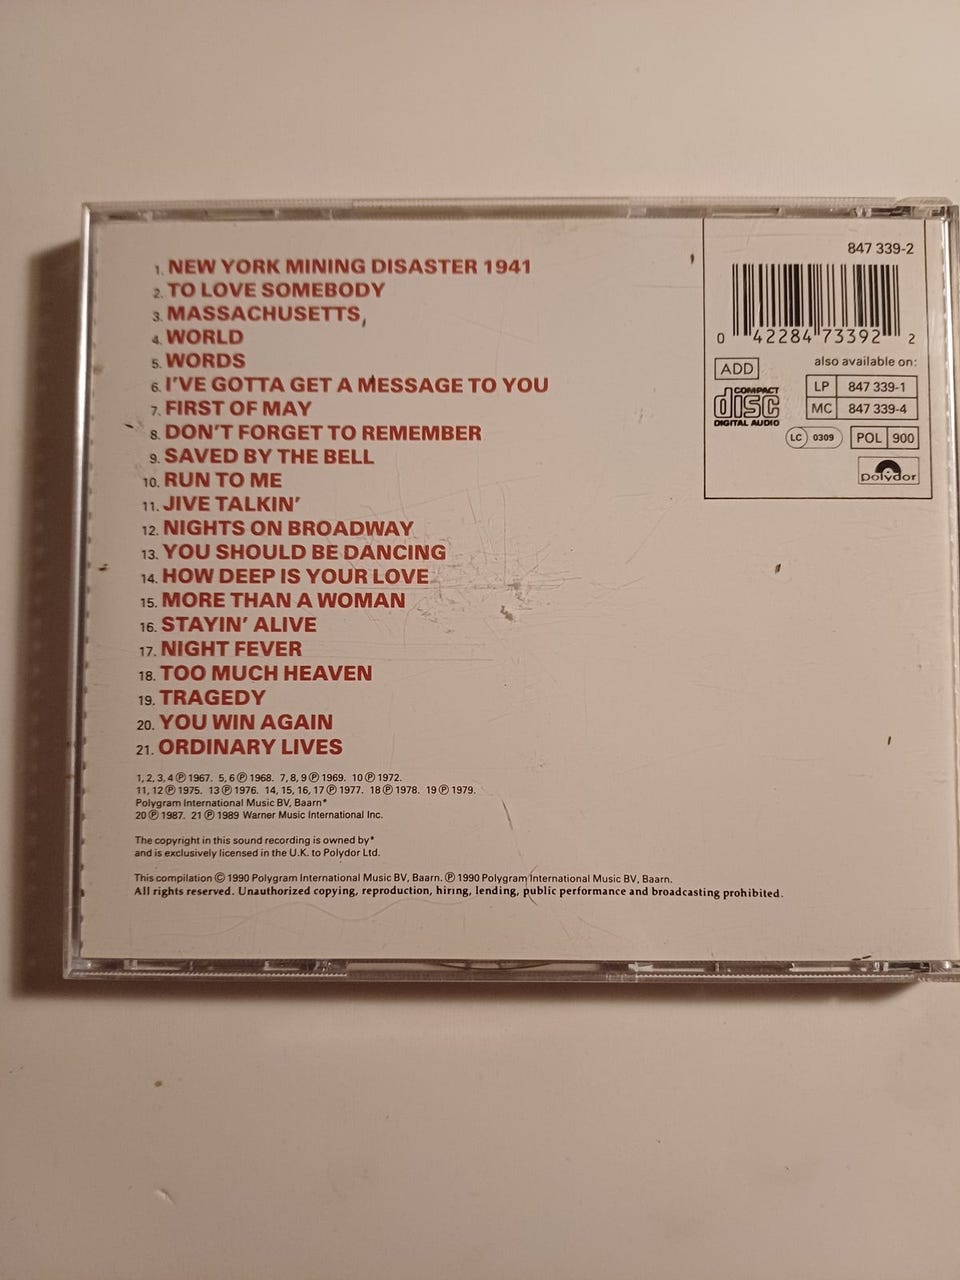 1. NEW YORK MINING DISASTER 1941
2. TO LOVE SOMEBODY
3. MASSACHUSETTS
4. WORLD
5. WORDS
6. I'VE GOTTA GET A MESSAGE TO YOU
7. FIRST OF MAY
8. DON'T FORGET TO REMEMBER
9. SAVED BY THE BELL
10. RUN TO ME
11. JIVE TALKIN'
12. NIGHTS ON BROADWAY
13. YOU SHOULD BE DANCING
14. HOW DEEP IS YOUR LOVE
15. MORE THAN A WOMAN
16. STAYIN' ALIVE
17. NIGHT FEVER
18. TOO MUCH HEAVEN
19. TRAGEDY
20. YOU WIN AGAIN
21. ORDINARY LIVES
1, 2, 3, 4 ℗ 1967. 5, 6 ℗ 1968. 7, 8, 9 ℗ 1969. 10 ℗ 1972.
11, 12 ℗ 1975. 13 ℗ 1976. 14, 15, 16, 17 ℗ 1977. 18 ℗ 1978. 19 ℗ 1979.
Polygram International Music BV, Baarn*
20 ℗ 1987. 21 ℗ 1989 Warner Music International Inc.
The copyright in this sound recording is owned by*
and is exclusively licensed in the U.K. to Polydor Ltd.
This compilation © 1990 Polygram International Music BV, Baarn. ℗ 1990 Polygram International Music BV, Baarn.
All rights reserved. Unauthorized copying, reproduction, hiring, lending, public performance and broadcasting prohibited.
847 339-2
0 42284 73392 2
ADD
also available on:
COMPACT
disc
DIGITAL AUDIO
LP 847 339-1
MC 847 339-4
LC 0309
POL 900
polydor